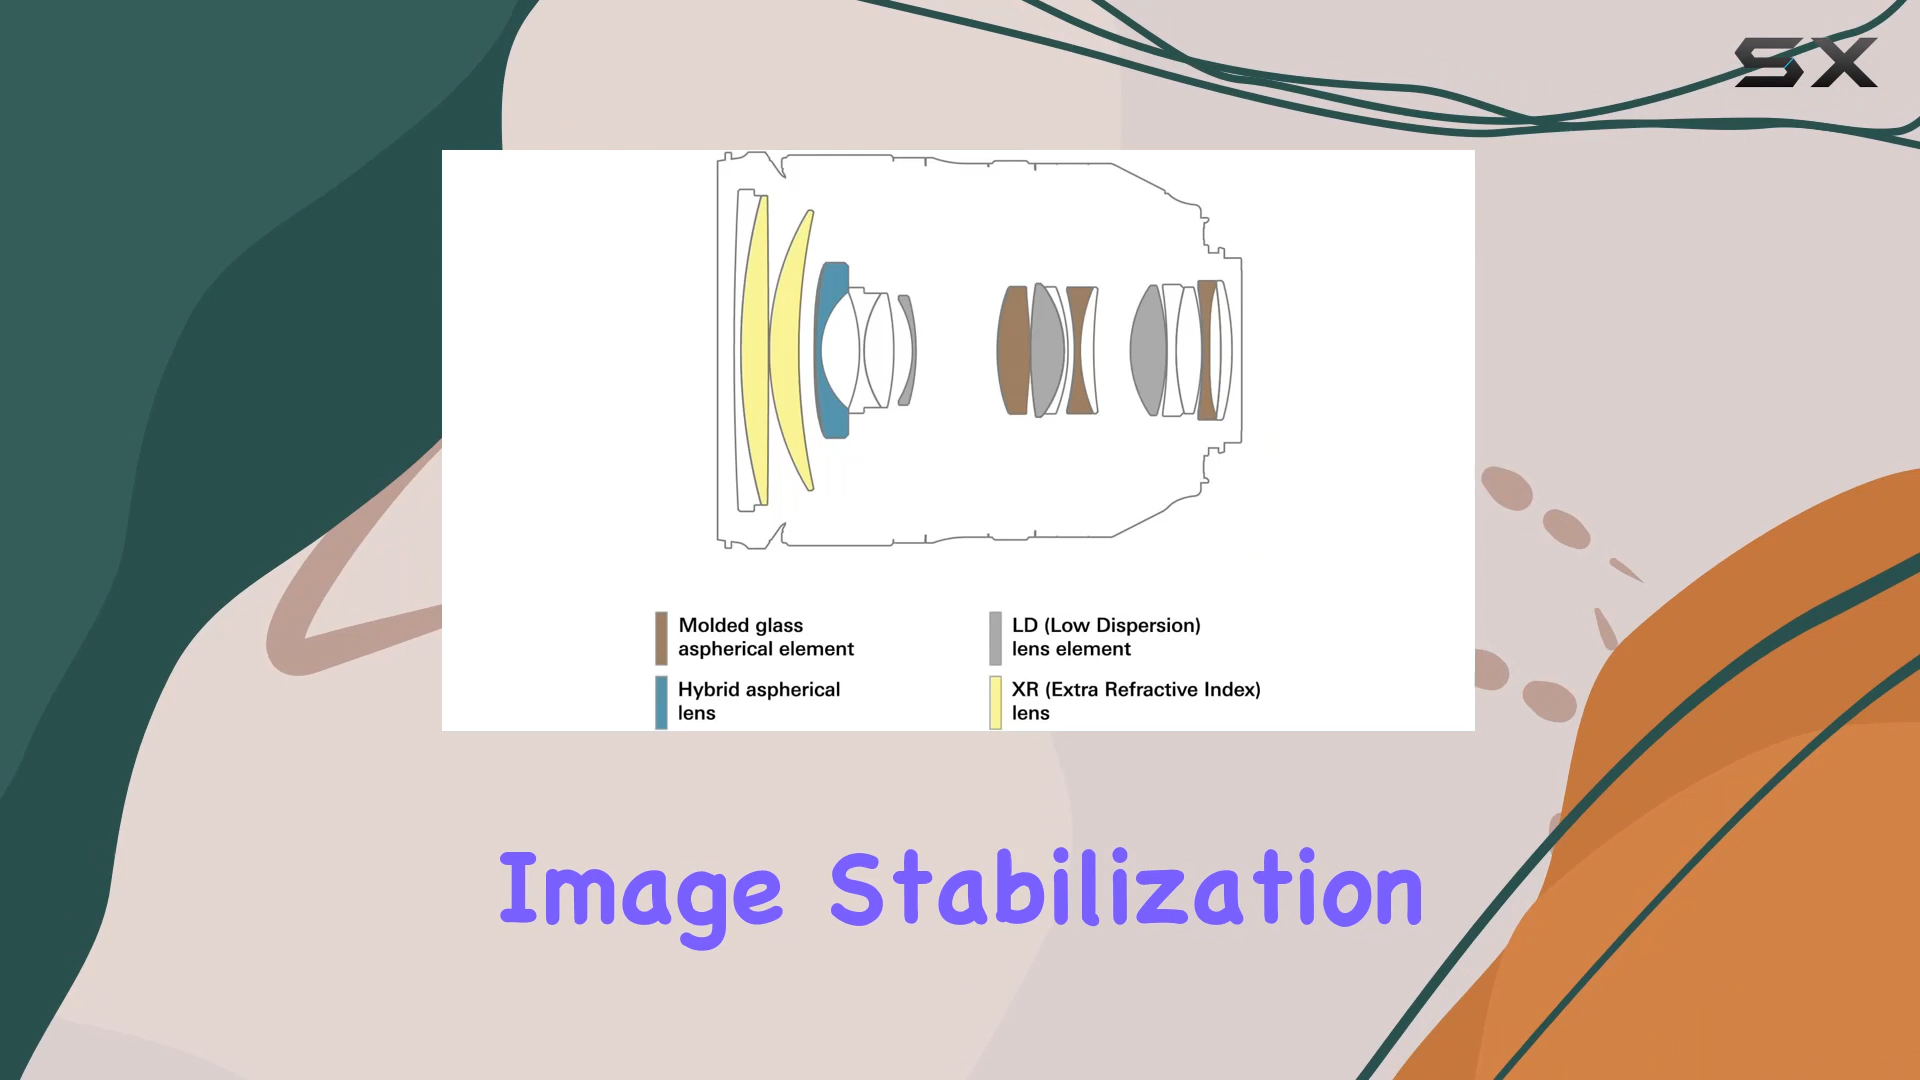 SX
Molded glass
aspherical element
LD (Low Dispersion)
lens element
Hybrid aspherical
lens
XR (Extra Refractive Index)
lens
Image Stabilization